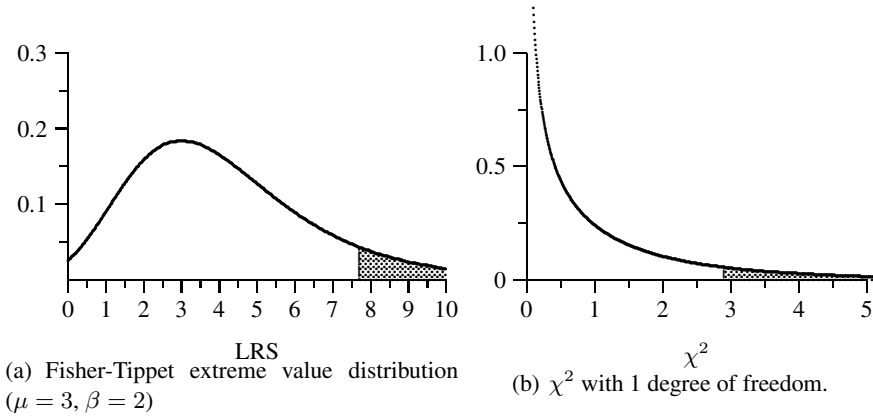 0.3
0.2
0.1
0 1 2 3 4 5 6 7 8 9 10
LRS
(a) Fisher-Tippet extreme value distribution
(μ = 3, β = 2)
1.0
0.5
0
0 1 2 3 4 5
χ²
(b) χ² with 1 degree of freedom.